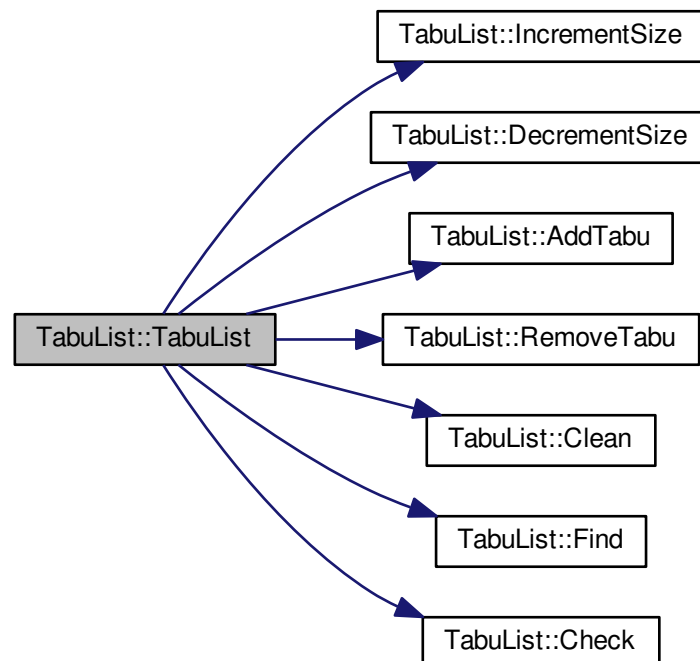 TabuList::IncrementSize
TabuList::DecrementSize
TabuList::AddTabu
TabuList::TabuList
TabuList::RemoveTabu
TabuList::Clean
TabuList::Find
TabuList::Check